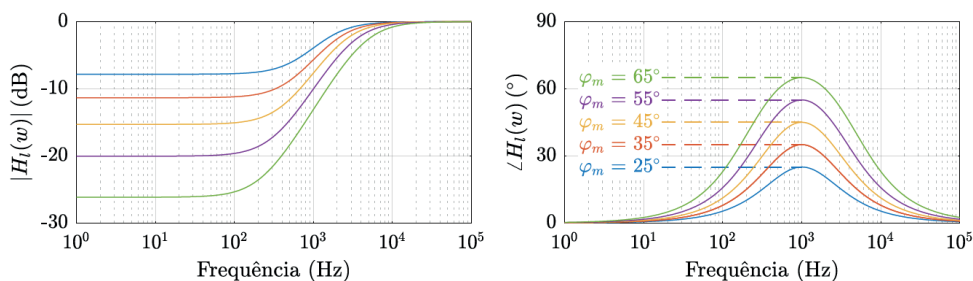 0
-10
-20
-30
|H_l(w)| (dB)
10^0 10^1 10^2 10^3 10^4 10^5
Frequência (Hz)
90
60
30
0
∠H_l(w) (°)
φ_m = 65°
φ_m = 55°
φ_m = 45°
φ_m = 35°
φ_m = 25°
10^0 10^1 10^2 10^3 10^4 10^5
Frequência (Hz)